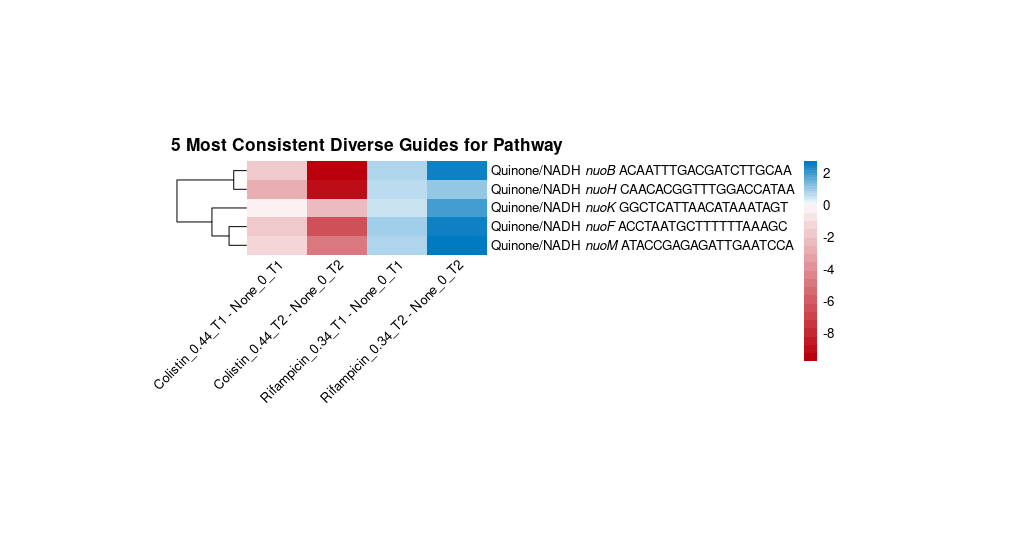 5 Most Consistent Diverse Guides for Pathway
Quinone/NADH nuoB ACAATTTGACGATCTTGCAA
Quinone/NADH nuoH CAACACGGTTTGGACCATAA
Quinone/NADH nuoK GGCTCATTAACATAAATAGT
Quinone/NADH nuoF ACCTAATGCTTTTTTAAAGC
Quinone/NADH nuoM ATACCGAGAGATTGAATCCA
2
0
-2
-4
-6
-8
Colistin_0.44_T1 - None_0_T1
Colistin_0.44_T2 - None_0_T2
Rifampicin_0.34_T1 - None_0_T1
Rifampicin_0.34_T2 - None_0_T2